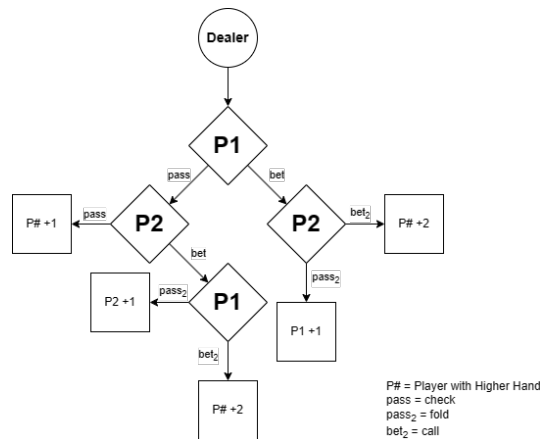 Dealer
P1
pass
bet
P# +1
pass
P2
P2
bet₂
P# +2
bet
P2 +1
pass₂
P1
pass₂
P1 +1
bet₂
P# +2
P# = Player with Higher Hand
pass = check
pass₂ = fold
bet₂ = call